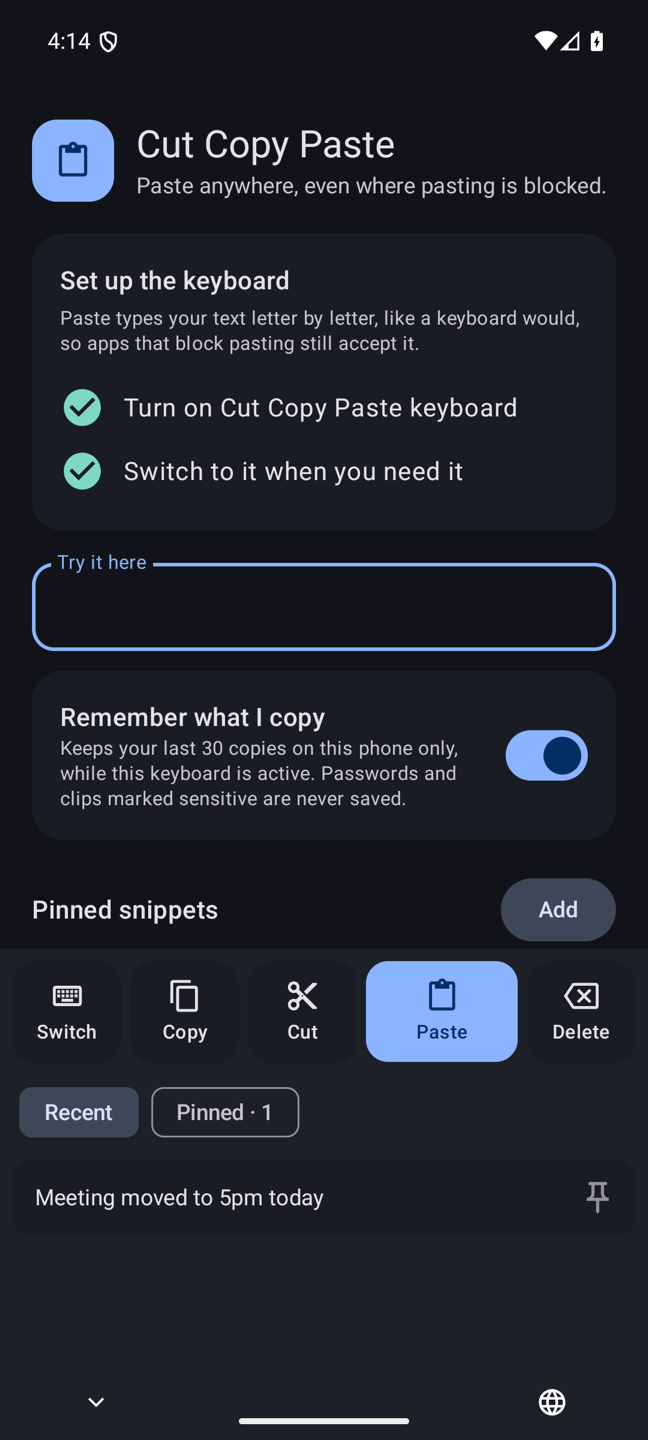 4:14
Cut Copy Paste
Paste anywhere, even where pasting is blocked.
Set up the keyboard
Paste types your text letter by letter, like a keyboard would,
so apps that block pasting still accept it.
Turn on Cut Copy Paste keyboard
Switch to it when you need it
Try it here
Remember what I copy
Keeps your last 30 copies on this phone only,
while this keyboard is active. Passwords and
clips marked sensitive are never saved.
Pinned snippets
Add
Switch
Copy
Cut
Paste
Delete
Recent
Pinned · 1
Meeting moved to 5pm today